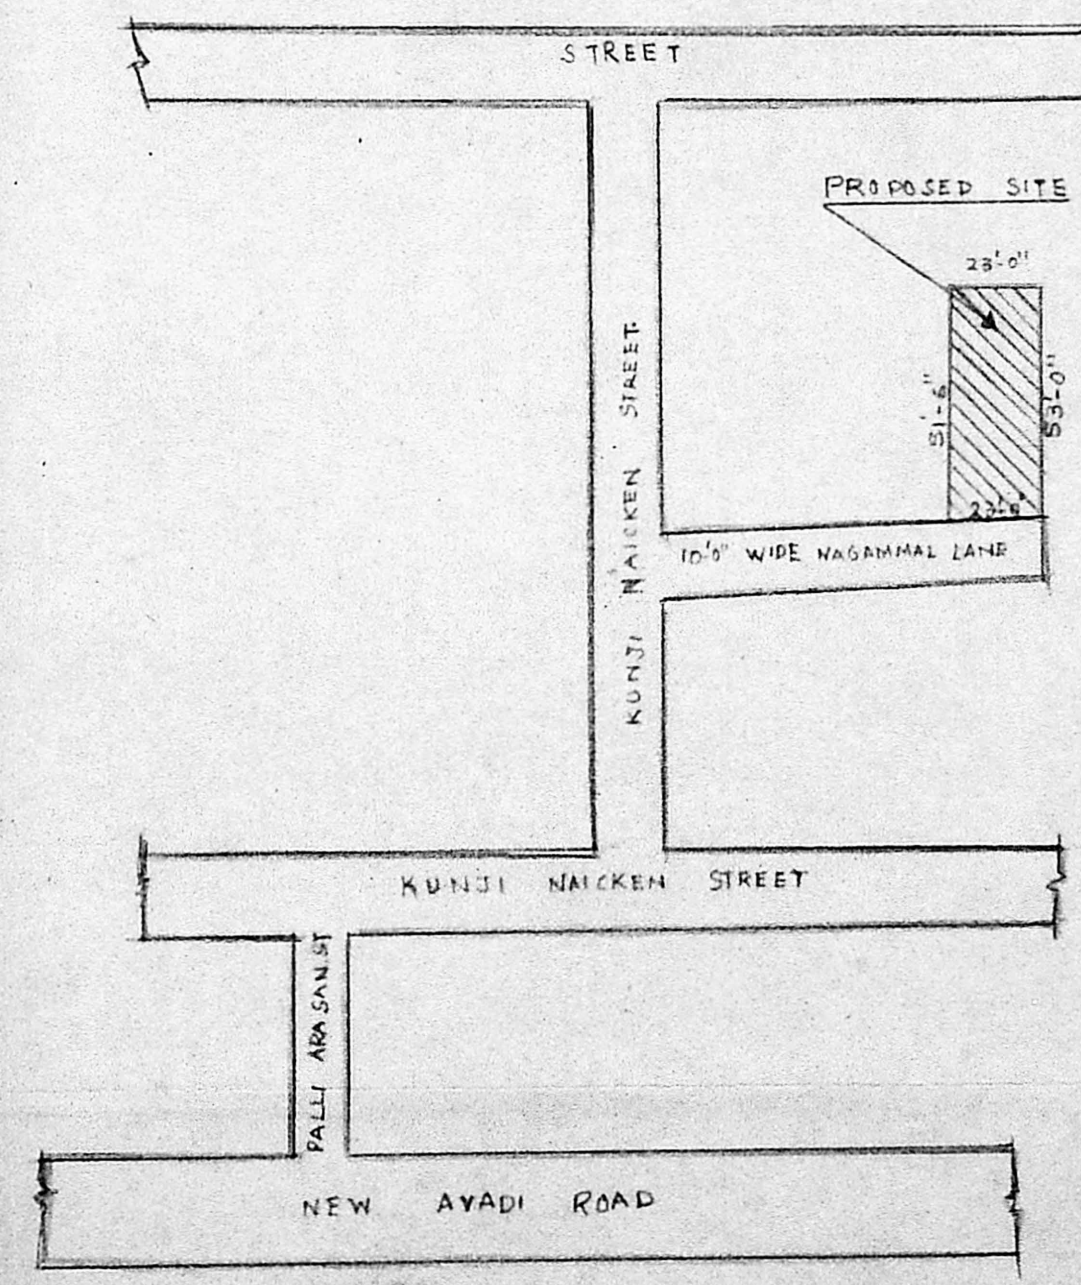 STREET
PROPOSED SITE
23'-0"
51'-6"
53'-0"
23'-0"
KUNJI NAICKEN STREET.
10'-0" WIDE NAGAMMAL LANE
KUNJI NAICKEN STREET
PALLI ARASAN.ST
NEW AVADI ROAD